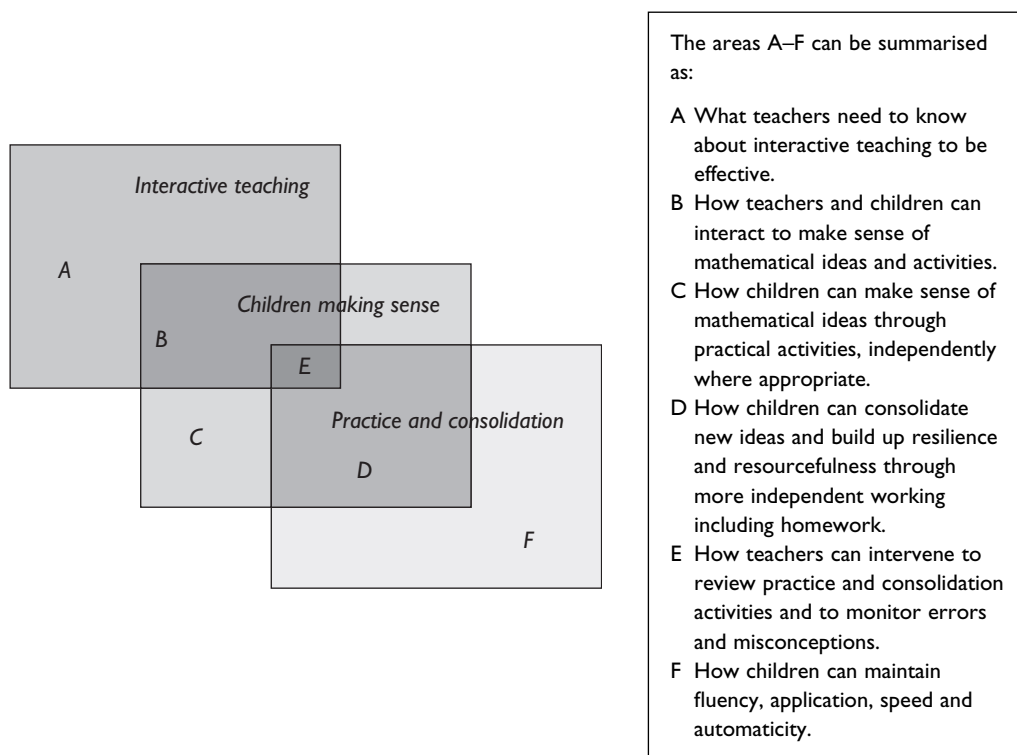 Interactive teaching
A
Children making sense
B
E
Practice and consolidation
C
D
F
The areas A–F can be summarised
as:
A What teachers need to know
about interactive teaching to be
effective.
B How teachers and children can
interact to make sense of
mathematical ideas and activities.
C How children can make sense of
mathematical ideas through
practical activities, independently
where appropriate.
D How children can consolidate
new ideas and build up resilience
and resourcefulness through
more independent working
including homework.
E How teachers can intervene to
review practice and consolidation
activities and to monitor errors
and misconceptions.
F How children can maintain
fluency, application, speed and
automaticity.